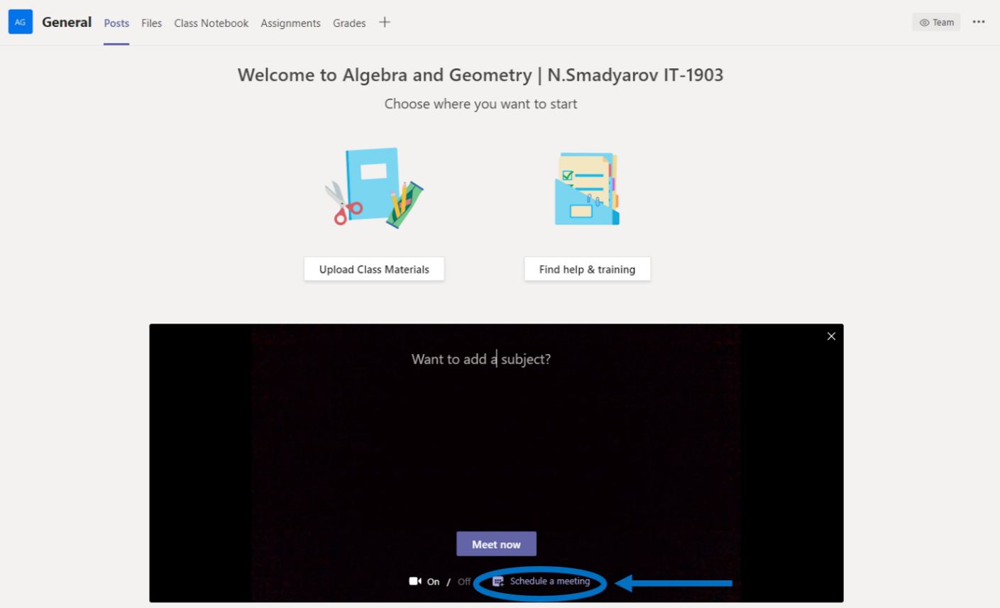 AG General Posts Files Class Notebook Assignments Grades + Team ...
Welcome to Algebra and Geometry | N.Smadyarov IT-1903
Choose where you want to start
Upload Class Materials Find help & training
Want to add a subject?
Meet now
On / Off Schedule a meeting